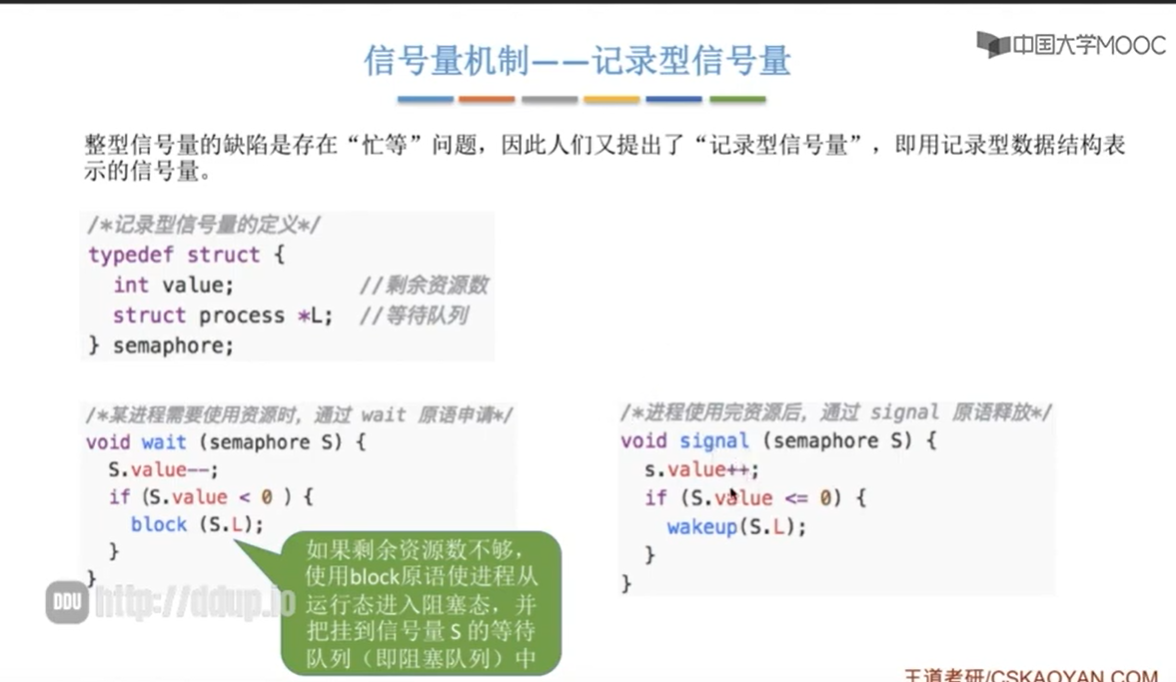 中国大学MOOC
信号量机制——记录型信号量
整型信号量的缺陷是存在“忙等”问题，因此人们又提出了“记录型信号量”，即用记录型数据结构表
示的信号量。
/*记录型信号量的定义*/
typedef struct {
int value; //剩余资源数
struct process *L; //等待队列
} semaphore;
/*某进程需要使用资源时，通过 wait 原语申请*/
void wait (semaphore S) {
S.value--;
if (S.value < 0 ) {
block (S.L);
}
}
如果剩余资源数不够，
使用block原语使进程从
运行态进入阻塞态，并
把挂到信号量 S 的等待
队列（即阻塞队列）中
/*进程使用完资源后，通过 signal 原语释放*/
void signal (semaphore S) {
s.value++;
if (S.value <= 0) {
wakeup(S.L);
}
}
DDU http://ddup.io
王道考研/CSKAOYAN.COM